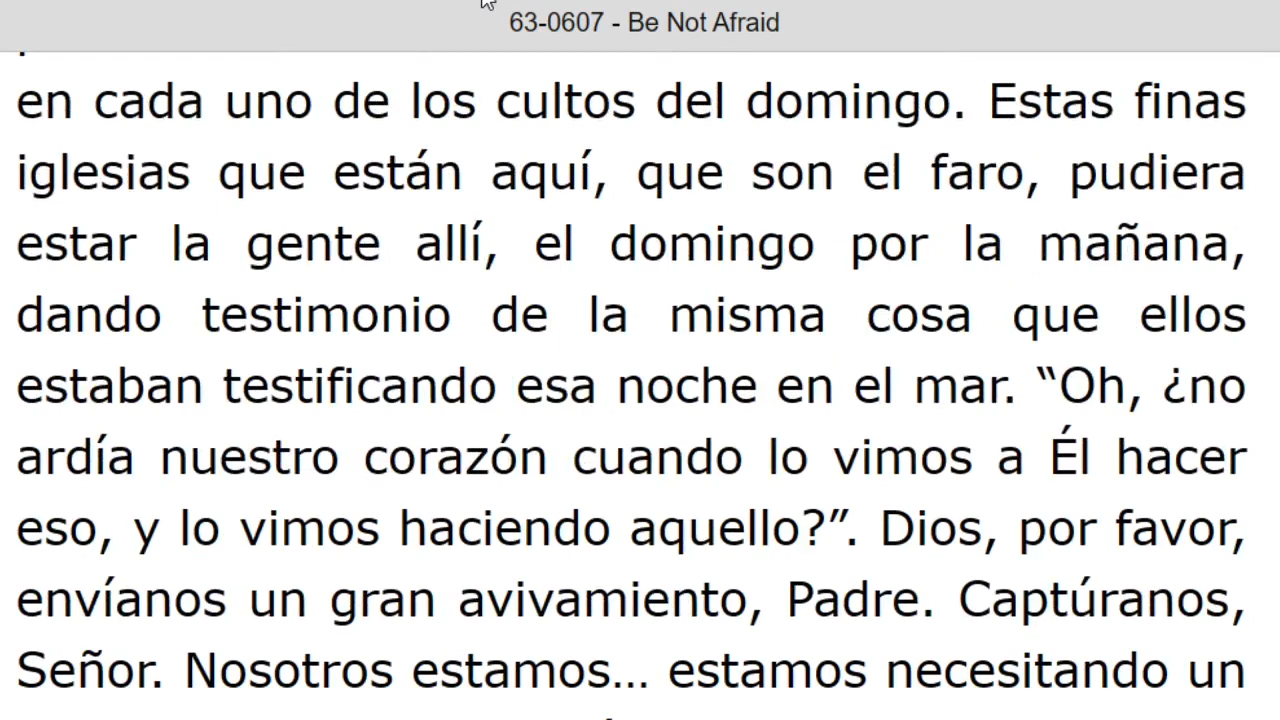 63-0607 - Be Not Afraid
en cada uno de los cultos del domingo. Estas finas
iglesias que están aquí, que son el faro, pudiera
estar la gente allí, el domingo por la mañana,
dando testimonio de la misma cosa que ellos
estaban testificando esa noche en el mar. “Oh, ¿no
ardía nuestro corazón cuando lo vimos a Él hacer
eso, y lo vimos haciendo aquello?”. Dios, por favor,
envíanos un gran avivamiento, Padre. Captúranos,
Señor. Nosotros estamos… estamos necesitando un